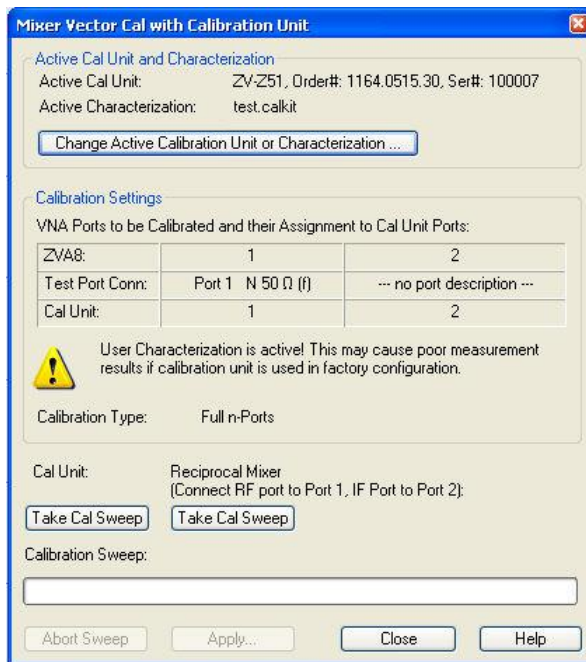 Mixer Vector Cal with Calibration Unit
Active Cal Unit and Characterization
Active Cal Unit: ZV-Z51, Order#: 1164.0515.30, Ser#: 100007
Active Characterization: test.calkit
Change Active Calibration Unit or Characterization ...
Calibration Settings
VNA Ports to be Calibrated and their Assignment to Cal Unit Ports:
ZVA8: 1 2
Test Port Conn: Port 1 N 50 Ω (f) --- no port description ---
Cal Unit: 1 2
User Characterization is active! This may cause poor measurement
results if calibration unit is used in factory configuration.
Calibration Type: Full n-Ports
Cal Unit: Reciprocal Mixer
(Connect RF port to Port 1, IF Port to Port 2):
Take Cal Sweep Take Cal Sweep
Calibration Sweep:
Abort Sweep Apply... Close Help